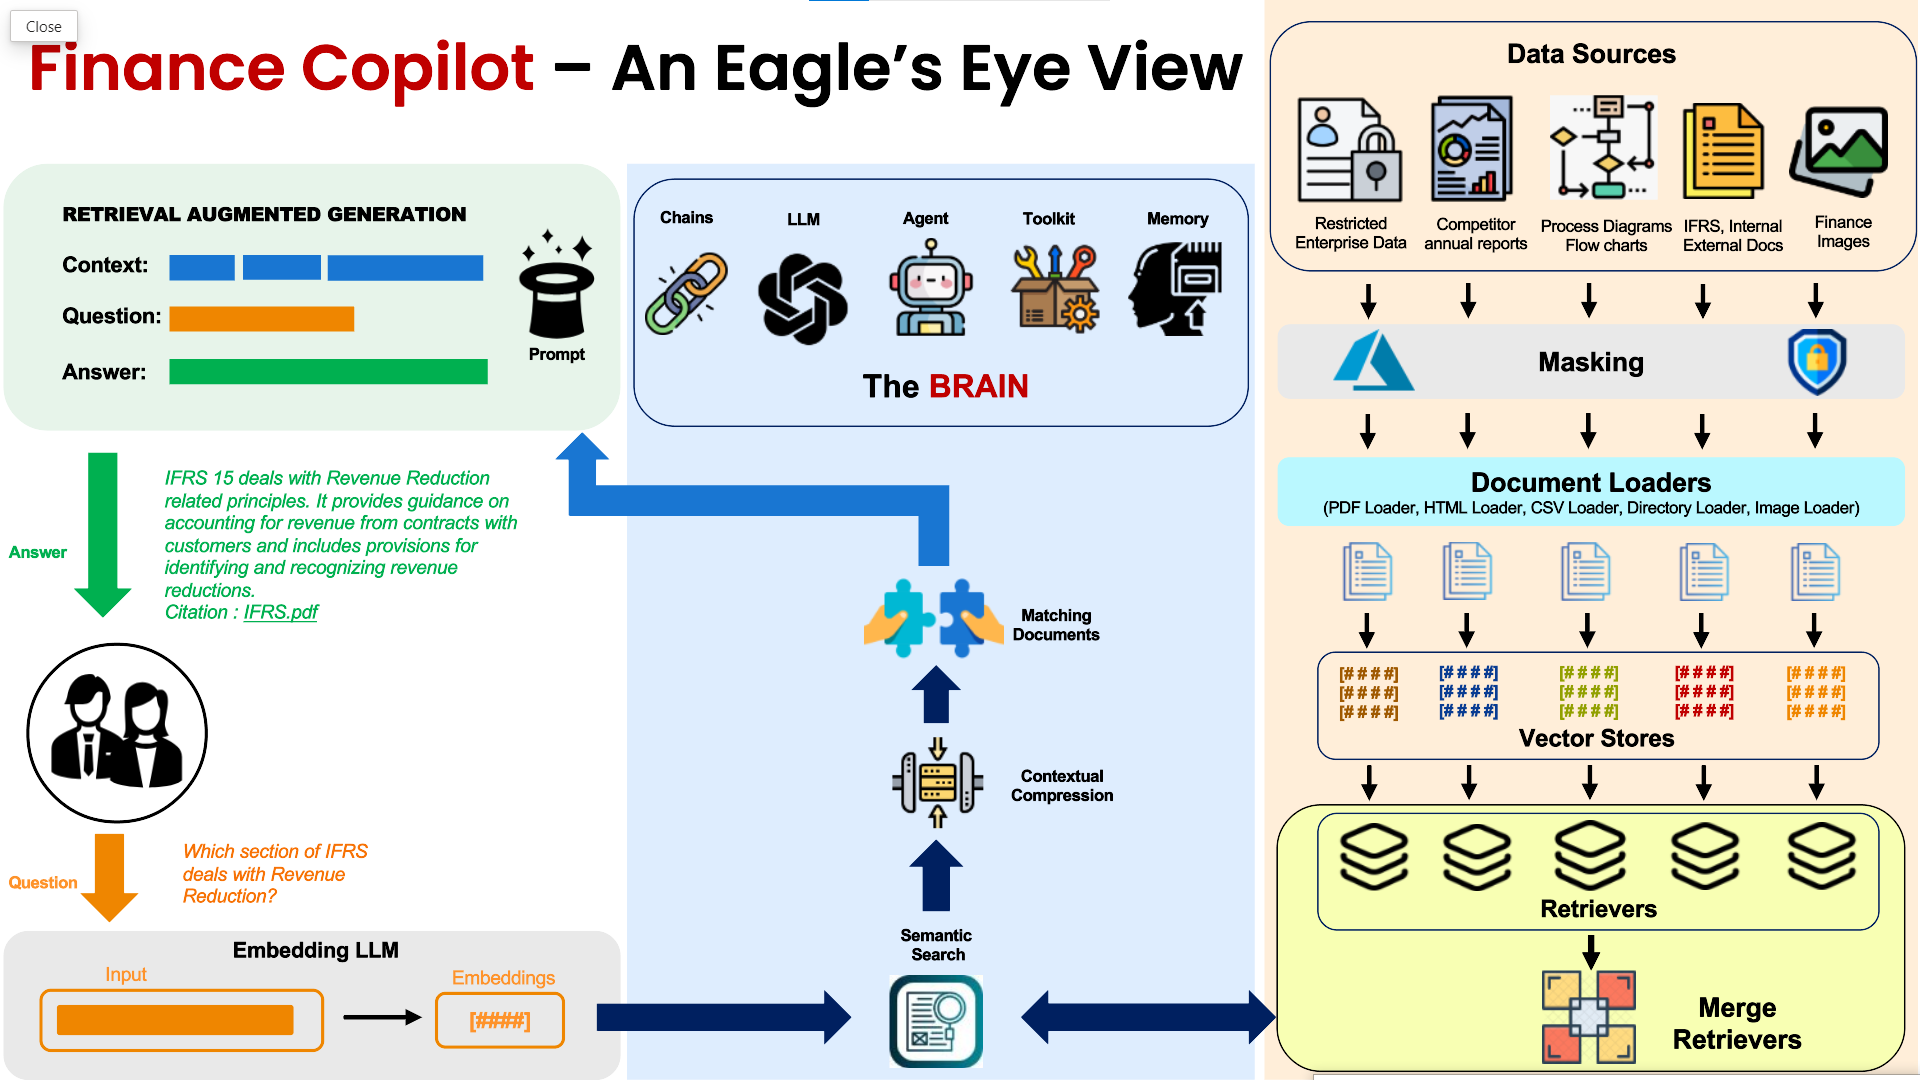 Close
Finance Copilot – An Eagle's Eye View
RETRIEVAL AUGMENTED GENERATION
Context:
Question:
Answer:
Prompt
Chains
LLM
Agent
Toolkit
Memory
The BRAIN
Data Sources
Restricted
Enterprise Data
Competitor
annual reports
Process Diagrams
Flow charts
IFRS, Internal
External Docs
Finance
Images
Masking
Document Loaders
(PDF Loader, HTML Loader, CSV Loader, Directory Loader, Image Loader)
[# # # #] [# # # #] [# # # #] [# # # #] [# # # #]
[# # # #] [# # # #] [# # # #] [# # # #] [# # # #]
[# # # #] [# # # #] [# # # #] [# # # #] [# # # #]
Vector Stores
Retrievers
Merge
Retrievers
Answer
IFRS 15 deals with Revenue Reduction
related principles. It provides guidance on
accounting for revenue from contracts with
customers and includes provisions for
identifying and recognizing revenue
reductions.
Citation : IFRS.pdf
Matching
Documents
Contextual
Compression
Semantic
Search
Question
Which section of IFRS
deals with Revenue
Reduction?
Embedding LLM
Input
Embeddings
[####]